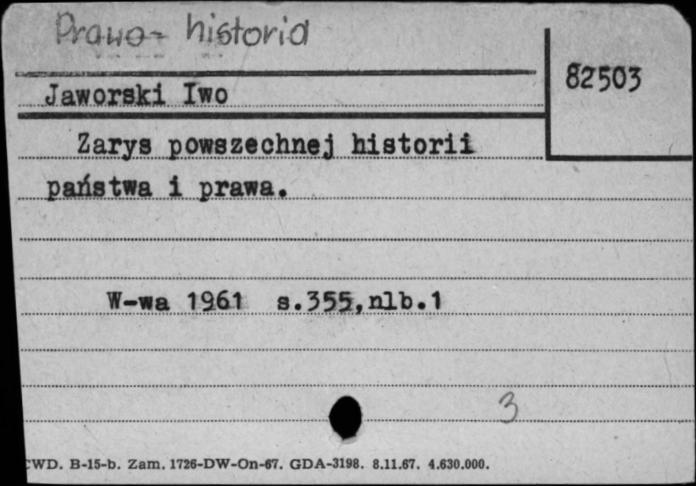 Prawo - historia
82503
Jaworski Iwo
Zarys powszechnej historii
państwa i prawa.
W-wa 1961 s.355,nlb.1
3
CWD. B-15-b. Zam. 1726-DW-On-67. GDA-3198. 8.11.67. 4.630.000.